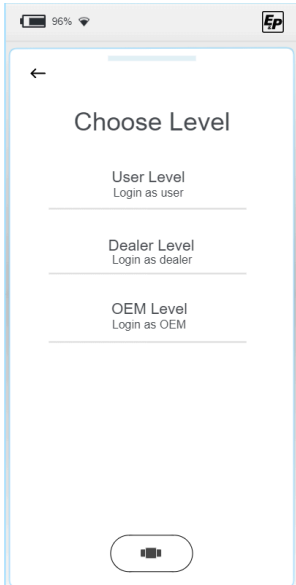 96%
EP
Choose Level
User Level
Login as user
Dealer Level
Login as dealer
OEM Level
Login as OEM